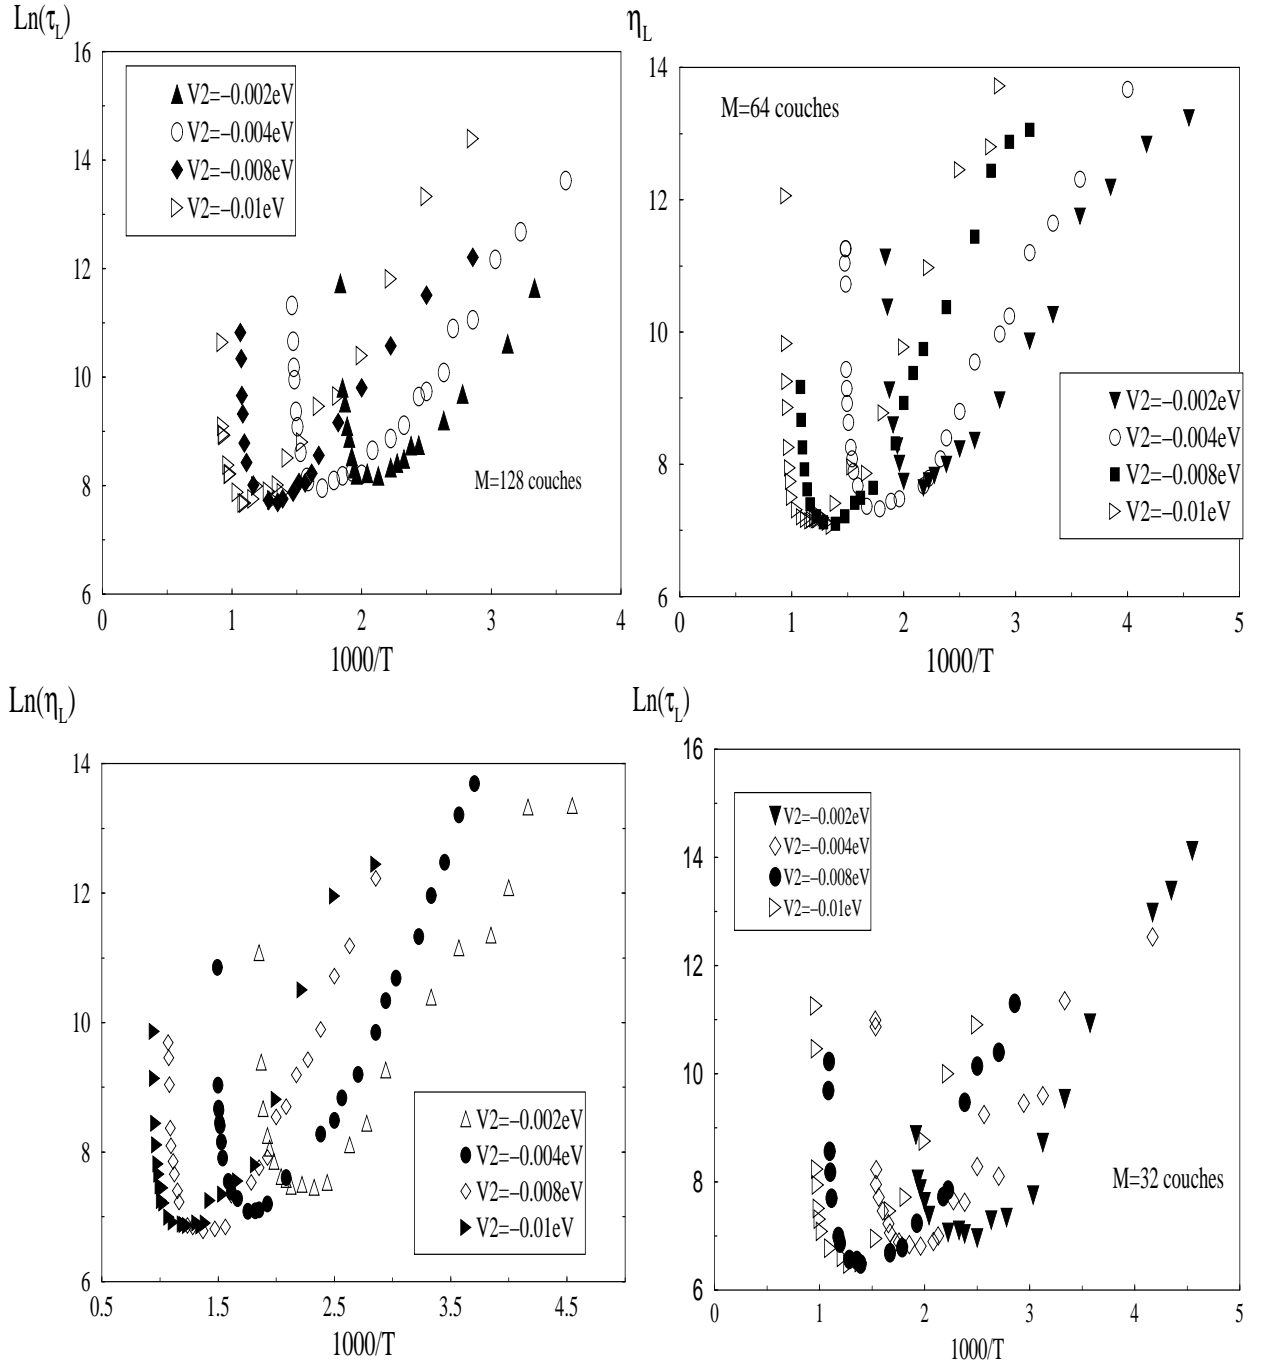 Ln(τL)
16
14
12
10
8
6
0 1 2 3 4
1000/T
V2=−0.002eV
V2=−0.004eV
V2=−0.008eV
V2=−0.01eV
M=128 couches
ηL
14
12
10
8
6
0 1 2 3 4 5
1000/T
M=64 couches
V2=−0.002eV
V2=−0.004eV
V2=−0.008eV
V2=−0.01eV
Ln(ηL)
14
12
10
8
6
0.5 1.5 2.5 3.5 4.5
1000/T
V2=−0.002eV
V2=−0.004eV
V2=−0.008eV
V2=−0.01eV
Ln(τL)
16
14
12
10
8
6
0 1 2 3 4 5
1000/T
V2=−0.002eV
V2=−0.004eV
V2=−0.008eV
V2=−0.01eV
M=32 couches